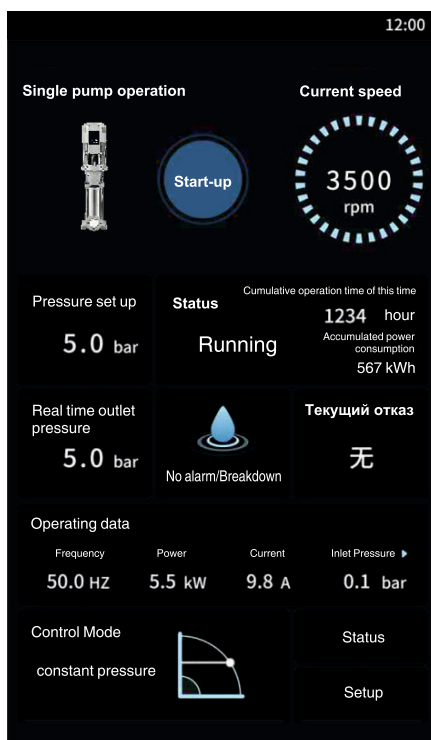 12:00
Single pump operation
Current speed
Start-up
3500
rpm
Pressure set up
5.0 bar
Status
Running
Cumulative operation time of this time
1234 hour
Accumulated power
consumption
567 kWh
Real time outlet
pressure
5.0 bar
No alarm/Breakdown
Текущий отказ
无
Operating data
Frequency Power Current Inlet Pressure
50.0 HZ 5.5 kW 9.8 A 0.1 bar
Control Mode
constant pressure
Status
Setup